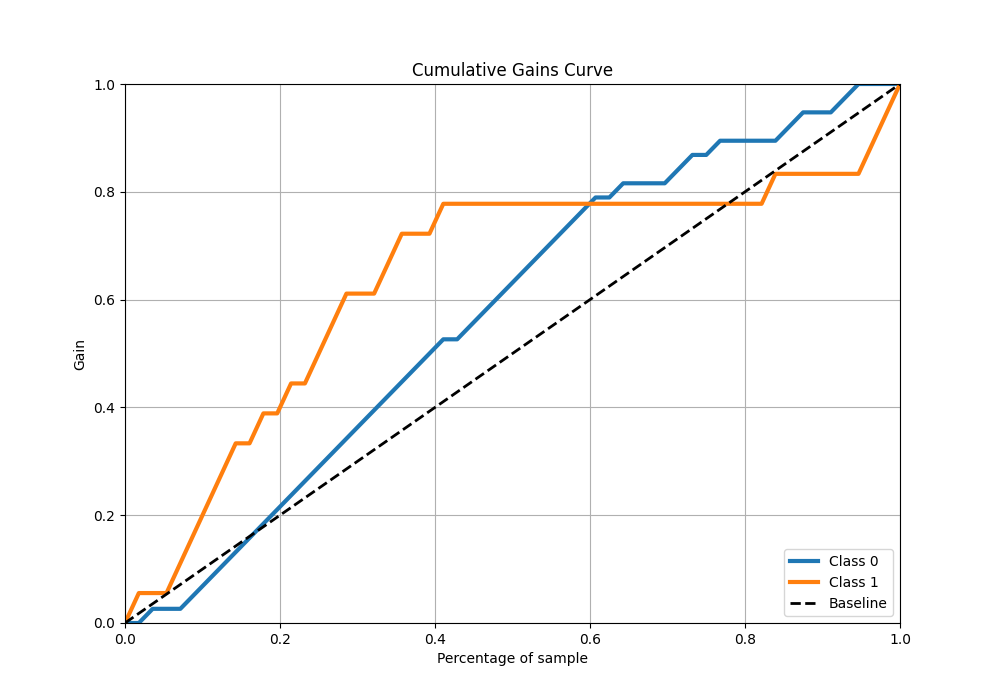 Cumulative Gains Curve
Gain
1.0
0.8
0.6
0.4
0.2
0.0
0.0 0.2 0.4 0.6 0.8 1.0
Percentage of sample
Class 0
Class 1
Baseline